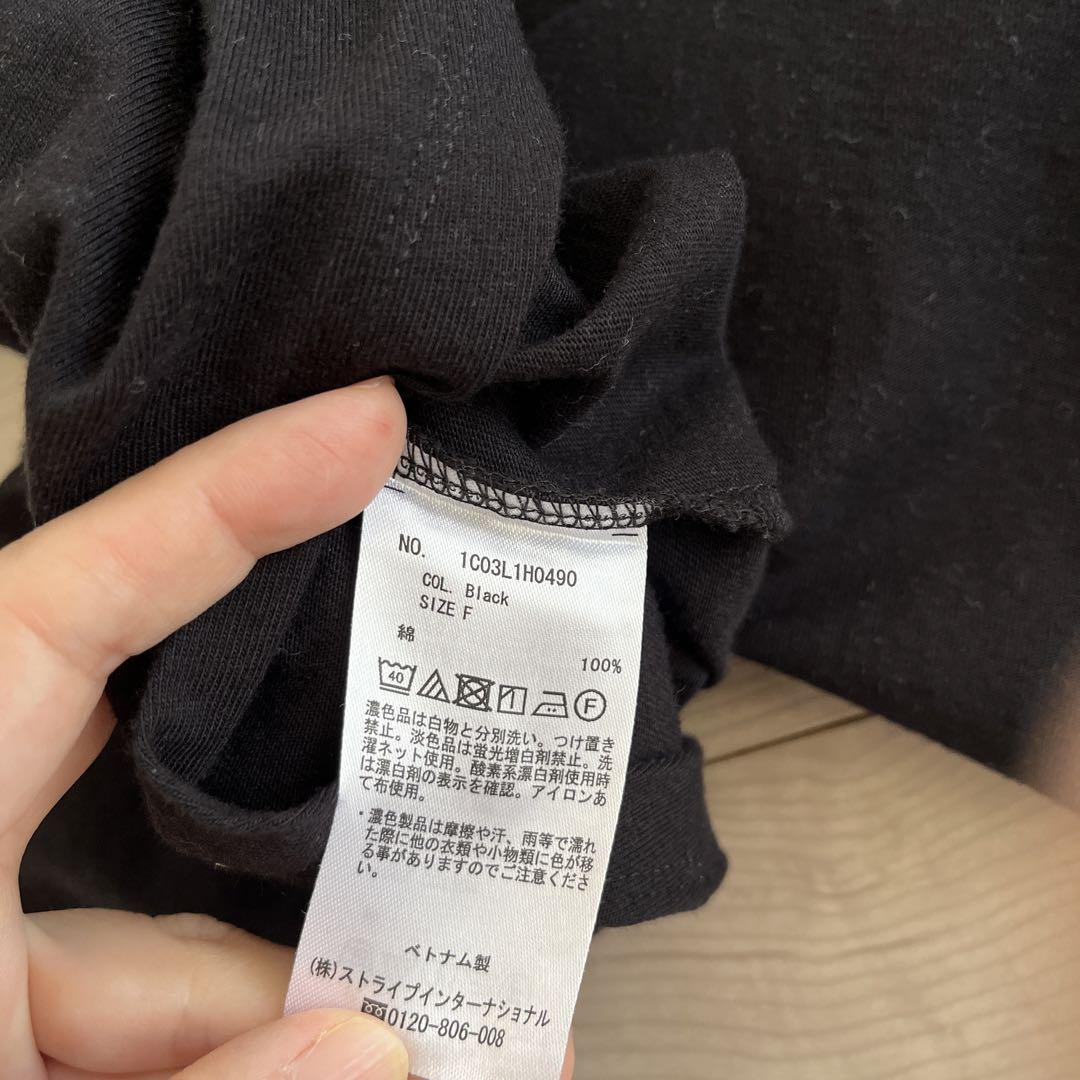 NO. 1C03L1H0490
COL. Black
SIZE F
綿 100%
40 F
濃色品は白物と分別洗い。つけ置き
禁止。淡色品は蛍光増白剤禁止。洗
濯ネット使用。酸素系漂白剤使用時
は漂白剤の表示を確認。アイロンあ
て布使用。
・濃色製品は摩擦や汗、雨等で濡れ
た際に他の衣類や小物類に色が移
る事がありますのでご注意くださ
い。
ベトナム製
(株)ストライプインターナショナル
0120-806-008